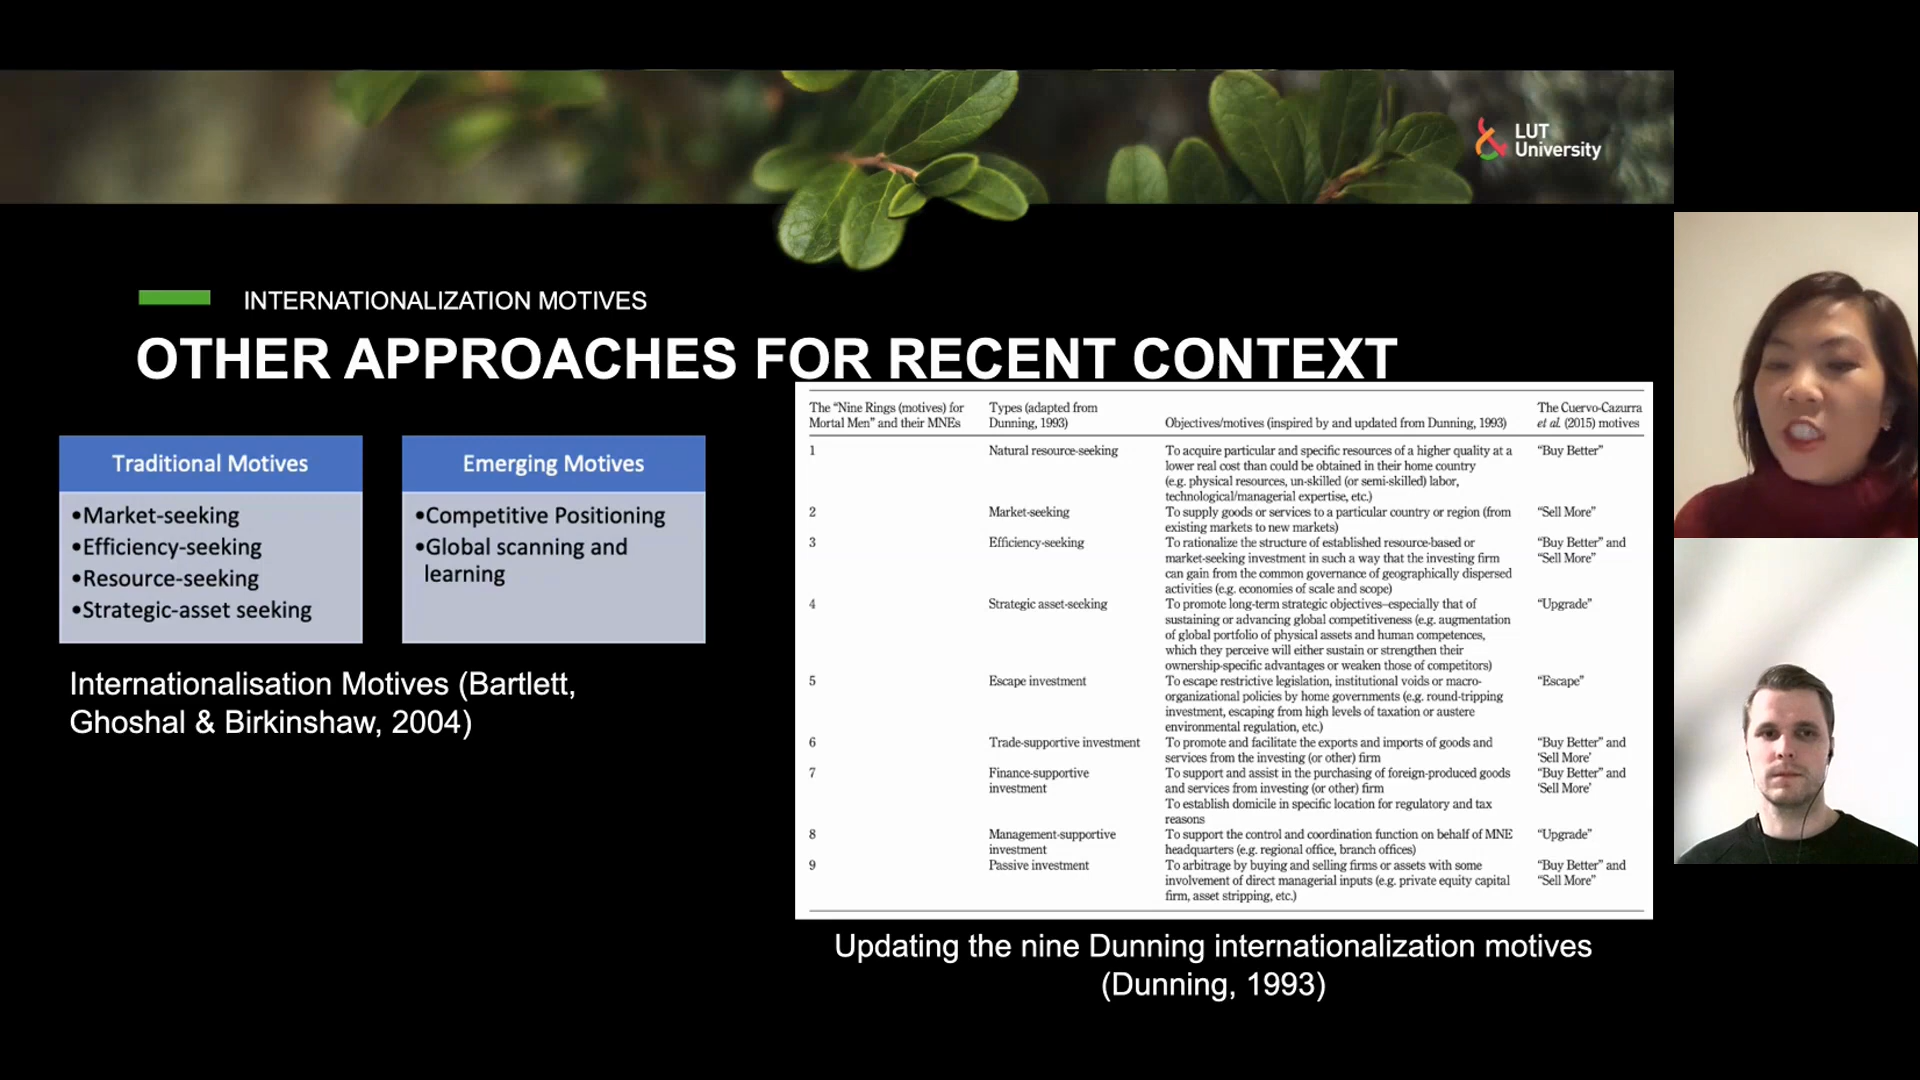 LUT
University
INTERNATIONALIZATION MOTIVES
OTHER APPROACHES FOR RECENT CONTEXT
Traditional Motives
•Market-seeking
•Efficiency-seeking
•Resource-seeking
•Strategic-asset seeking
Emerging Motives
•Competitive Positioning
•Global scanning and
learning
Internationalisation Motives (Bartlett,
Ghoshal & Birkinshaw, 2004)
The “Nine Rings (motives) for
Mortal Men” and their MNEs
Types (adapted from
Dunning, 1993)
Objectives/motives (inspired by and updated from Dunning, 1993)
The Cuervo-Cazurra
et al. (2015) motives
1
Natural resource-seeking
To acquire particular and specific resources of a higher quality at a
lower real cost than could be obtained in their home country
(e.g. physical resources, un-skilled (or semi-skilled) labor,
technological/managerial expertise, etc.)
“Buy Better”
2
Market-seeking
To supply goods or services to a particular country or region (from
existing markets to new markets)
“Sell More”
3
Efficiency-seeking
To rationalize the structure of established resource-based or
market-seeking investment in such a way that the investing firm
can gain from the common governance of geographically dispersed
activities (e.g. economies of scale and scope)
“Buy Better” and
“Sell More”
4
Strategic asset-seeking
To promote long-term strategic objectives–especially that of
sustaining or advancing global competitiveness (e.g. augmentation
of global portfolio of physical assets and human competences,
which they perceive will either sustain or strengthen their
ownership-specific advantages or weaken those of competitors)
“Upgrade”
5
Escape investment
To escape restrictive legislation, institutional voids or macro-
organizational policies by home governments (e.g. round-tripping
investment, escaping from high levels of taxation or austere
environmental regulation, etc.)
“Escape”
6
Trade-supportive investment
To promote and facilitate the exports and imports of goods and
services from the investing (or other) firm
“Buy Better” and
‘Sell More’
7
Finance-supportive
investment
To support and assist in the purchasing of foreign-produced goods
and services from investing (or other) firm
To establish domicile in specific location for regulatory and tax
reasons
“Buy Better” and
‘Sell More’
8
Management-supportive
investment
To support the control and coordination function on behalf of MNE
headquarters (e.g. regional office, branch offices)
“Upgrade”
9
Passive investment
To arbitrage by buying and selling firms or assets with some
involvement of direct managerial inputs (e.g. private equity capital
firm, asset stripping, etc.)
“Buy Better” and
“Sell More”
Updating the nine Dunning internationalization motives
(Dunning, 1993)